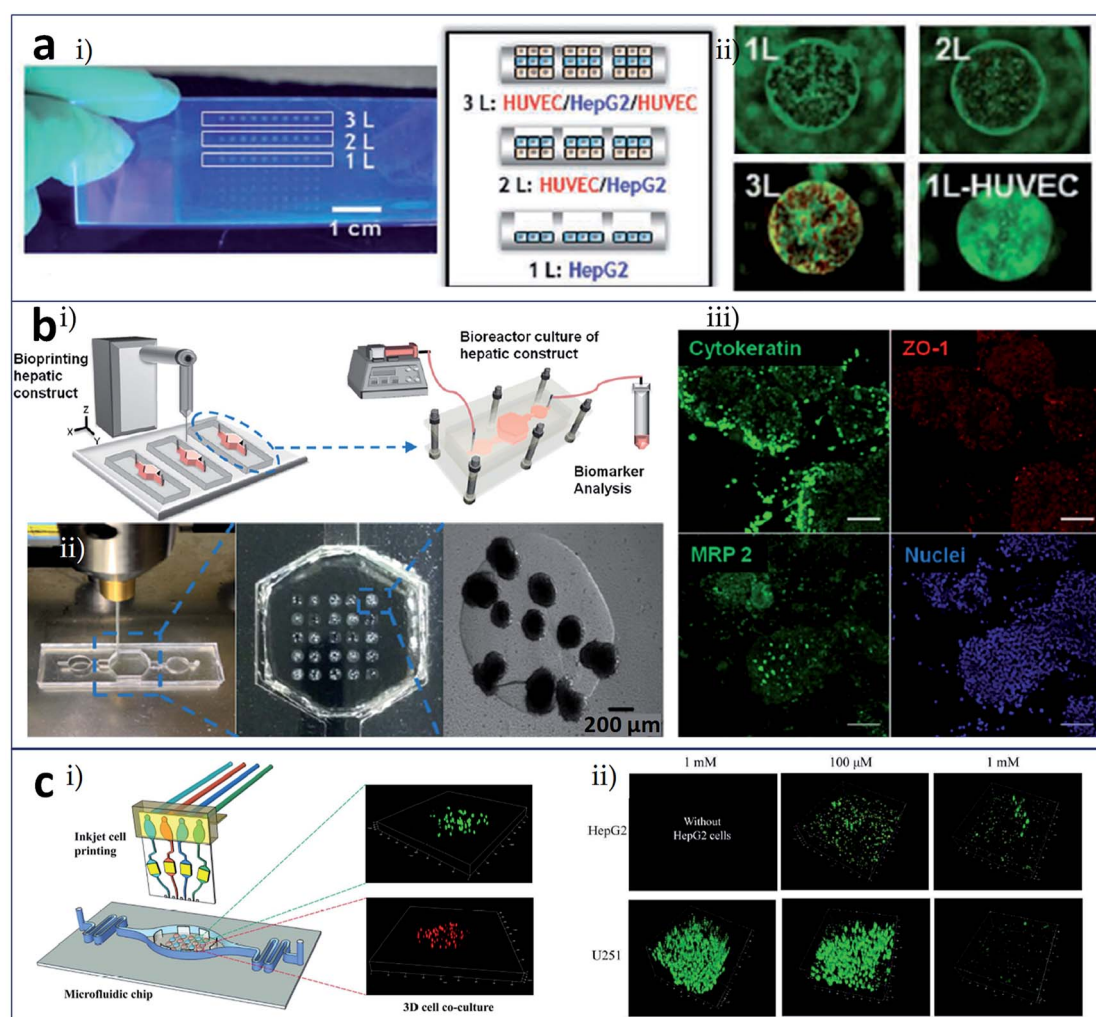 a
i)
3 L
2 L
1 L
1 cm
3 L: HUVEC/HepG2/HUVEC
2 L: HUVEC/HepG2
1 L: HepG2
ii)
1L
2L
3L
1L-HUVEC
b
i)
Bioprinting
hepatic
construct
Z
X
Y
Bioreactor culture of
hepatic construct
Biomarker
Analysis
ii)
200 µm
iii)
Cytokeratin
ZO-1
MRP 2
Nuclei
c
i)
Inkjet cell
printing
Microfluidic chip
3D cell co-culture
ii)
1 mM
100 µM
1 mM
HepG2
Without
HepG2 cells
U251